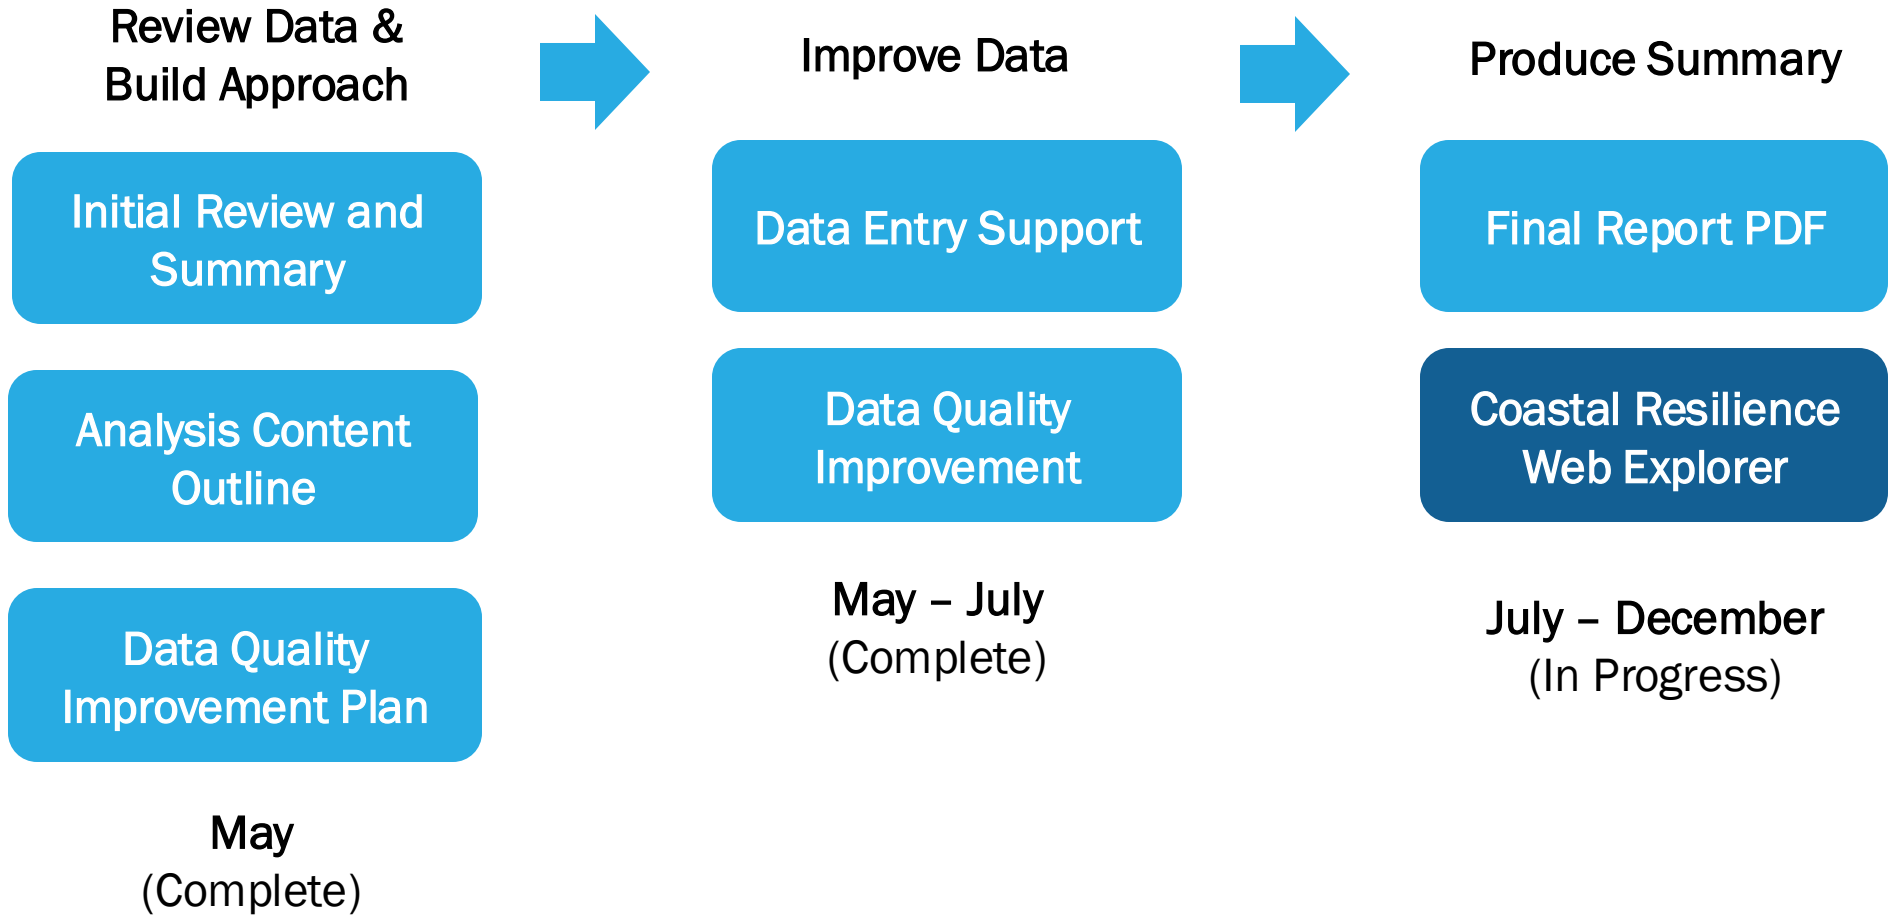 Review Data &
Build Approach
Initial Review and
Summary
Analysis Content
Outline
Data Quality
Improvement Plan
May
(Complete)
Improve Data
Data Entry Support
Data Quality
Improvement
May – July
(Complete)
Produce Summary
Final Report PDF
Coastal Resilience
Web Explorer
July – December
(In Progress)